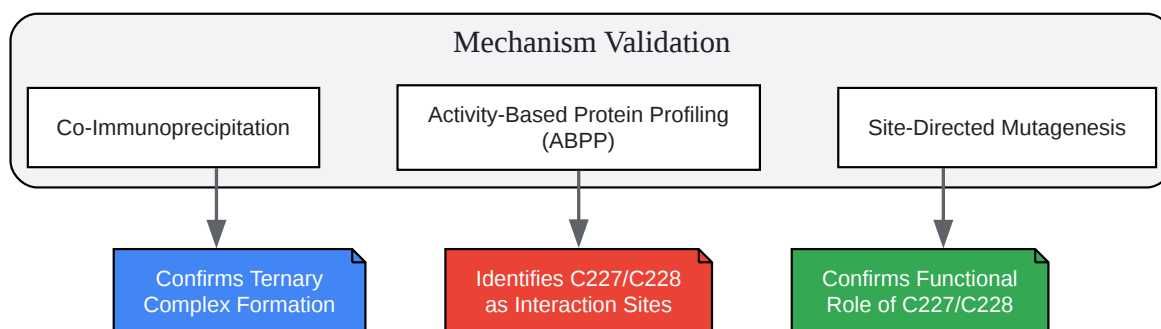 Mechanism Validation
Co-Immunoprecipitation
Activity-Based Protein Profiling
(ABPP)
Site-Directed Mutagenesis
Confirms Ternary
Complex Formation
Identifies C227/C228
as Interaction Sites
Confirms Functional
Role of C227/C228